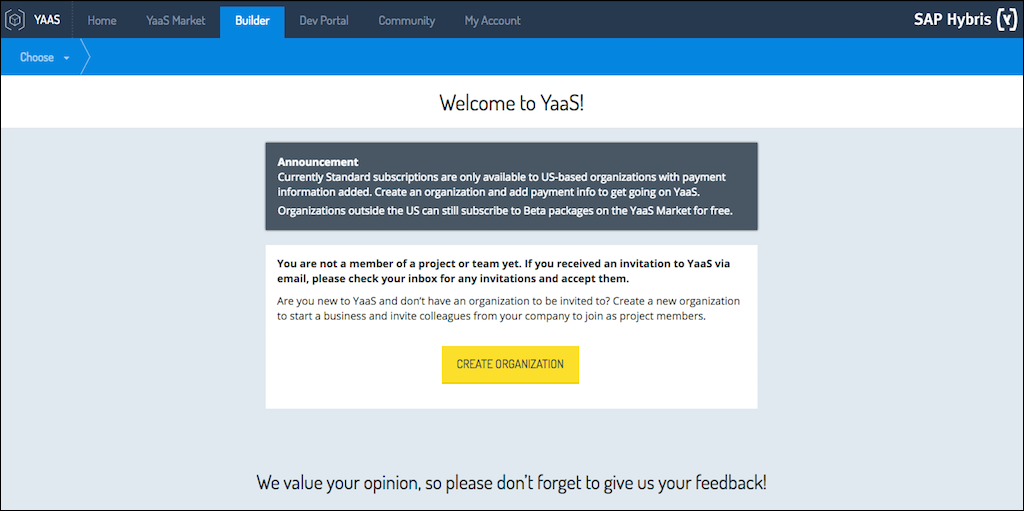 YAAS Home YaaS Market Builder Dev Portal Community My Account SAP Hybris
Choose
Welcome to YaaS!
Announcement
Currently Standard subscriptions are only available to US-based organizations with payment
information added. Create an organization and add payment info to get going on YaaS.
Organizations outside the US can still subscribe to Beta packages on the YaaS Market for free.
You are not a member of a project or team yet. If you received an invitation to YaaS via
email, please check your inbox for any invitations and accept them.
Are you new to YaaS and don't have an organization to be invited to? Create a new organization
to start a business and invite colleagues from your company to join as project members.
CREATE ORGANIZATION
We value your opinion, so please don't forget to give us your feedback!